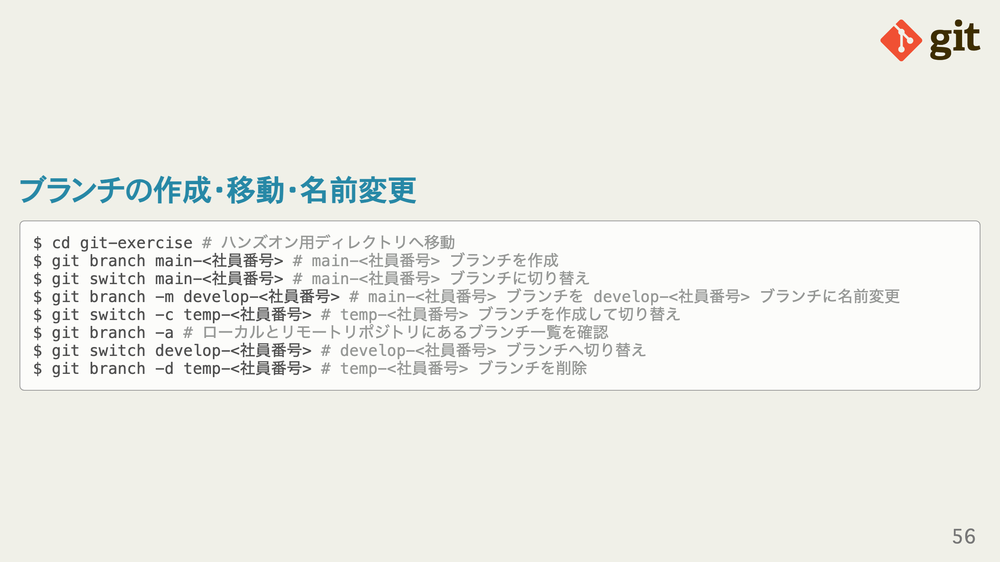 git
ブランチの作成・移動・名前変更
$ cd git-exercise # ハンズオン用ディレクトリへ移動
$ git branch main-<社員番号> # main-<社員番号> ブランチを作成
$ git switch main-<社員番号> # main-<社員番号> ブランチに切り替え
$ git branch -m develop-<社員番号> # main-<社員番号> ブランチを develop-<社員番号> ブランチに名前変更
$ git switch -c temp-<社員番号> # temp-<社員番号> ブランチを作成して切り替え
$ git branch -a # ローカルとリモートリポジトリにあるブランチ一覧を確認
$ git switch develop-<社員番号> # develop-<社員番号> ブランチへ切り替え
$ git branch -d temp-<社員番号> # temp-<社員番号> ブランチを削除
56